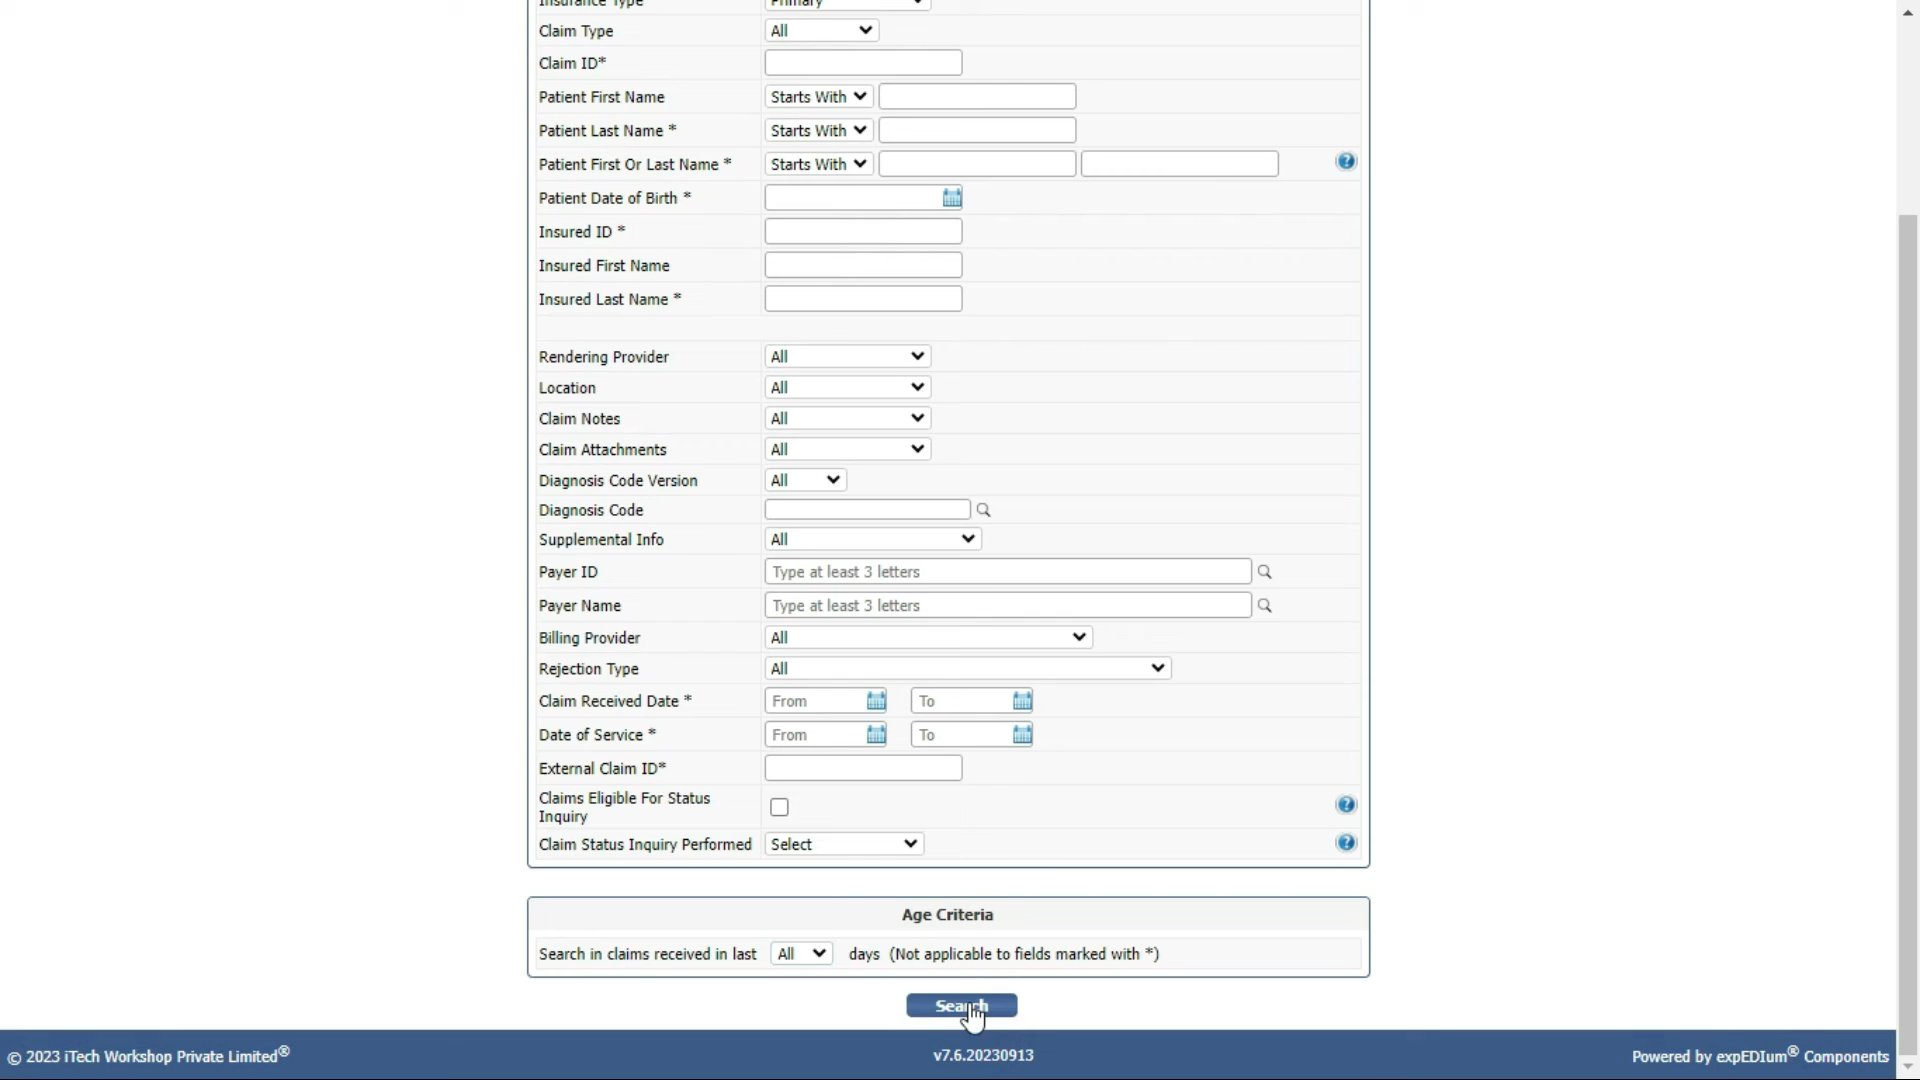 Insurance Type Primary
Claim Type All
Claim ID*
Patient First Name Starts With
Patient Last Name * Starts With
Patient First Or Last Name * Starts With
Patient Date of Birth *
Insured ID *
Insured First Name
Insured Last Name *
Rendering Provider All
Location All
Claim Notes All
Claim Attachments All
Diagnosis Code Version All
Diagnosis Code
Supplemental Info All
Payer ID Type at least 3 letters
Payer Name Type at least 3 letters
Billing Provider All
Rejection Type All
Claim Received Date * From To
Date of Service * From To
External Claim ID*
Claims Eligible For Status
Inquiry
Claim Status Inquiry Performed Select
Age Criteria
Search in claims received in last All days (Not applicable to fields marked with *)
Search
© 2023 iTech Workshop Private Limited® v7.6.20230913 Powered by expEDIum® Components